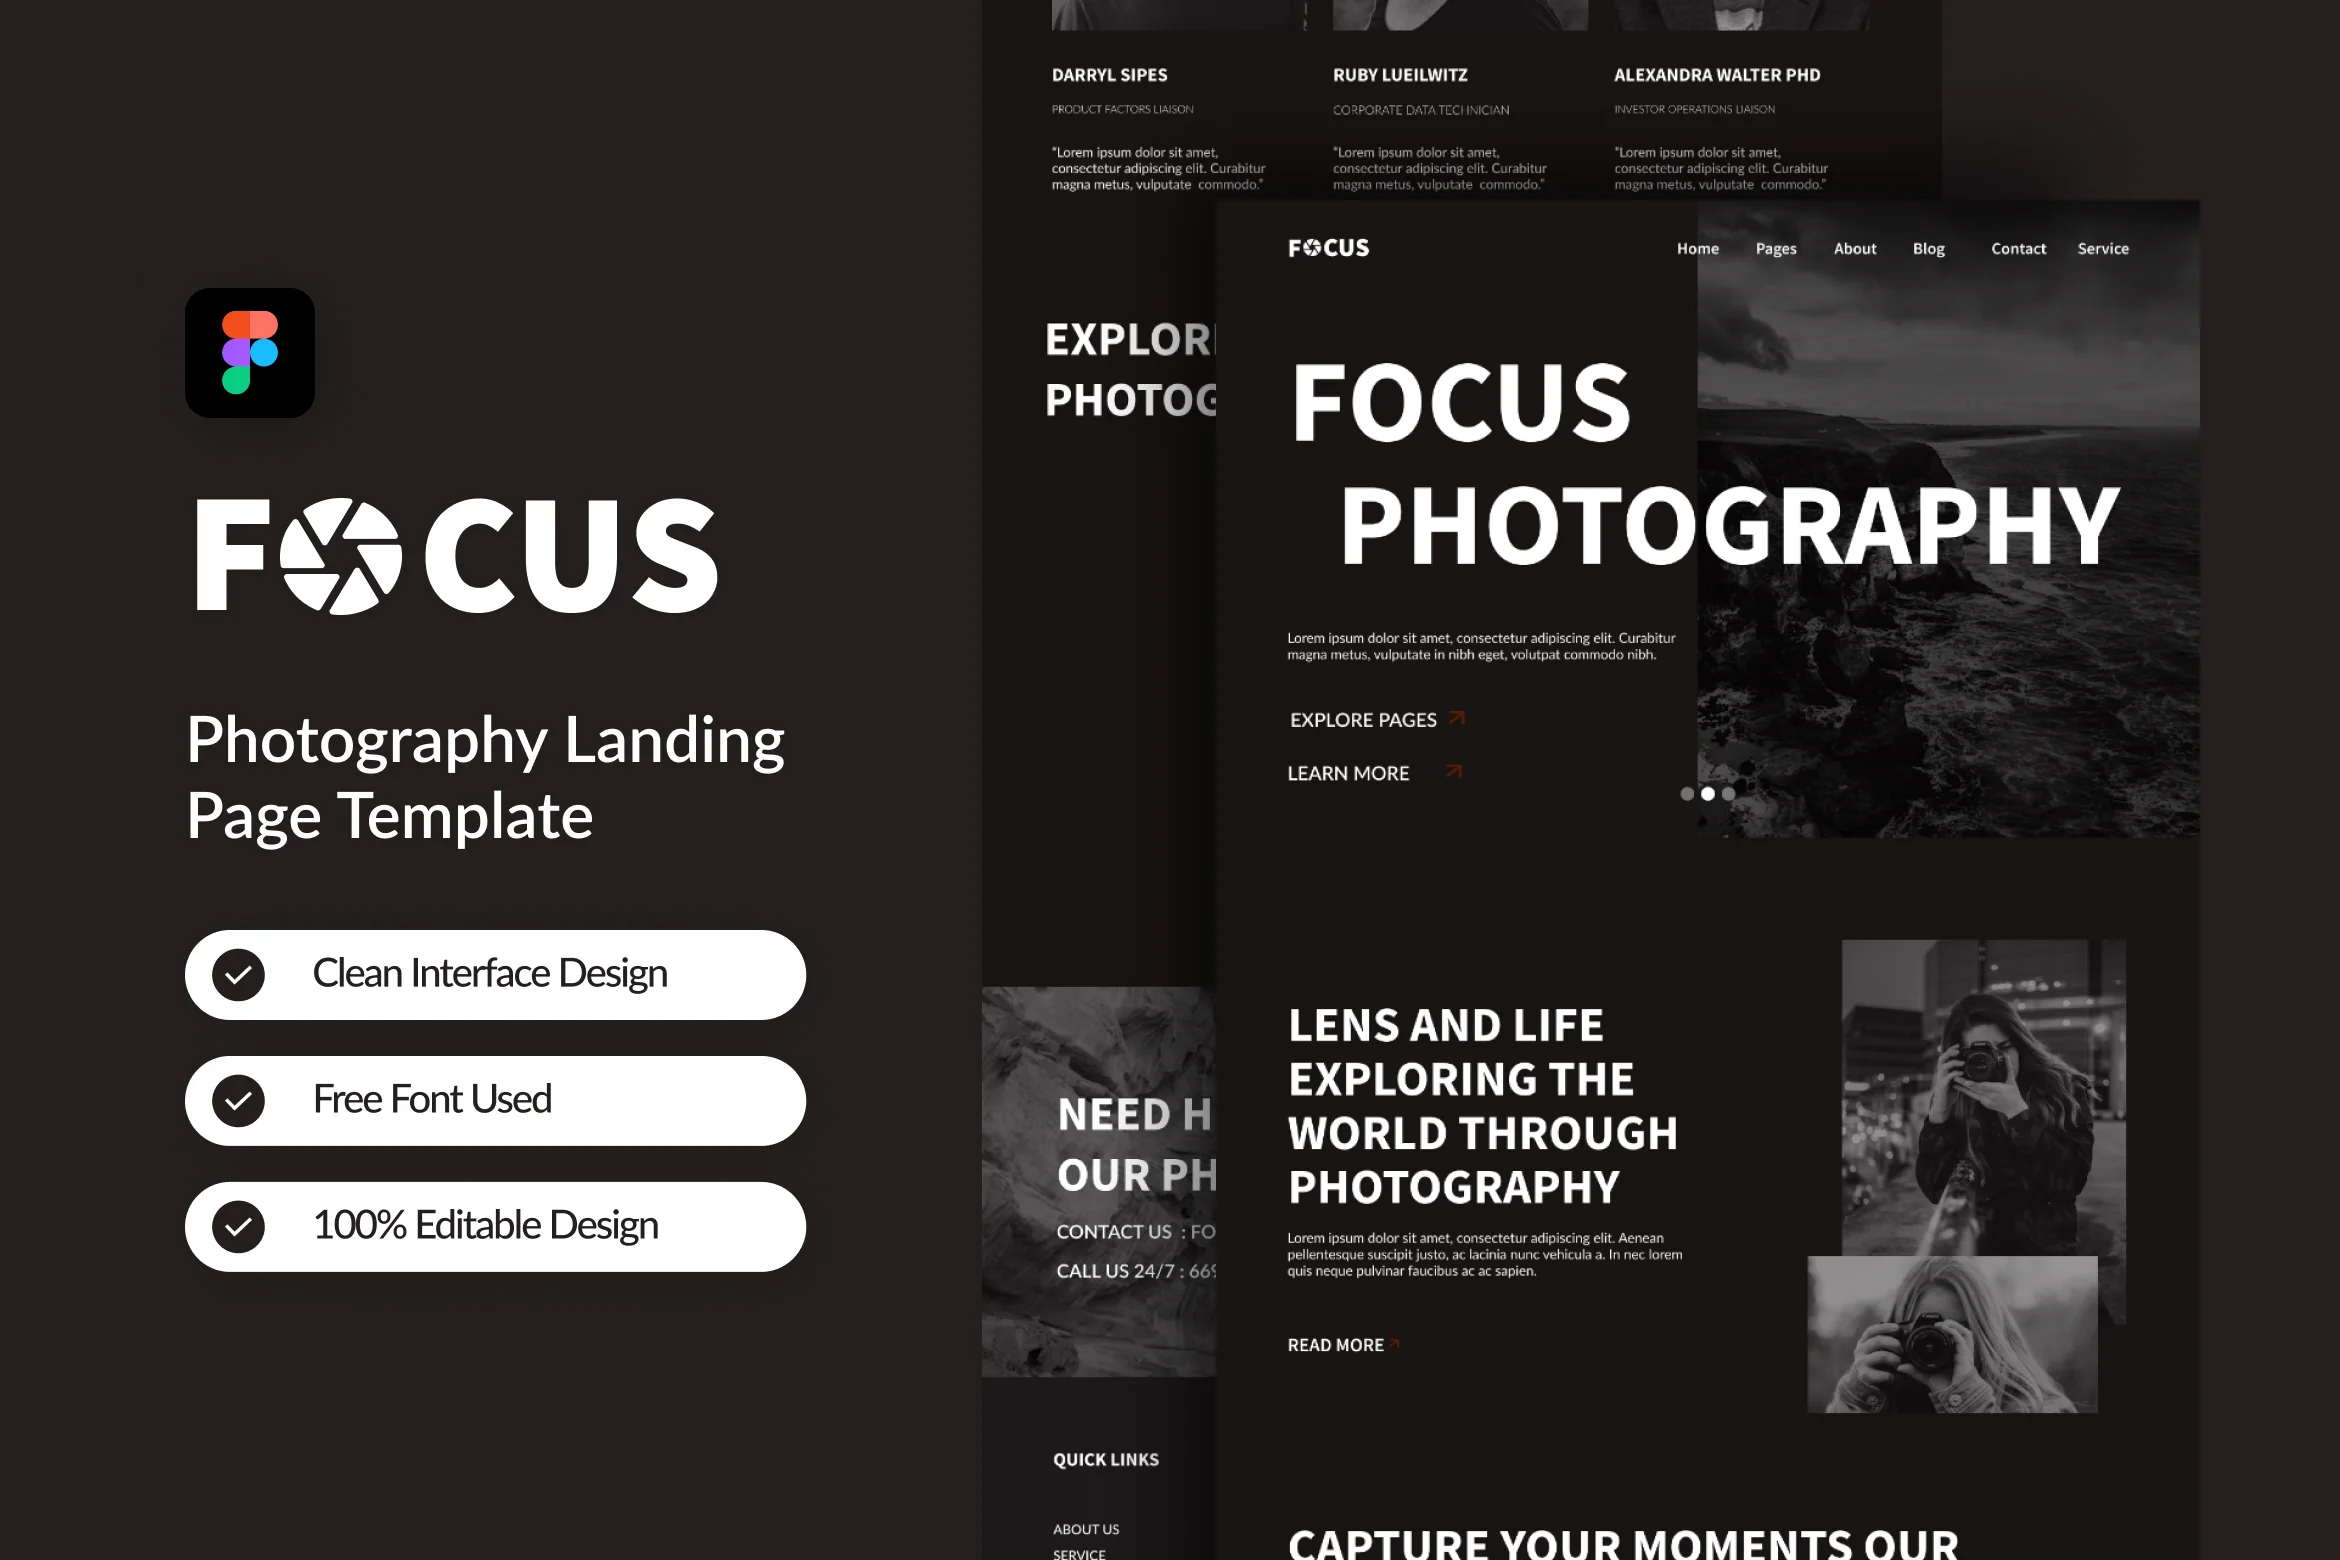 FOCUS
Photography Landing
Page Template
Clean Interface Design
Free Font Used
100% Editable Design
DARRYL SIPES
PRODUCT FACTORS LIAISON
“Lorem ipsum dolor sit amet,
consectetur adipiscing elit. Curabitur
magna metus, vulputate commodo.”
RUBY LUEILWITZ
CORPORATE DATA TECHNICIAN
“Lorem ipsum dolor sit amet,
consectetur adipiscing elit. Curabitur
magna metus, vulputate commodo.”
ALEXANDRA WALTER PHD
INVESTOR OPERATIONS LIAISON
“Lorem ipsum dolor sit amet,
consectetur adipiscing elit. Curabitur
magna metus, vulputate commodo.”
EXPLOR
PHOTOG
NEED H
OUR PH
CONTACT US : FO
CALL US 24/7 : 669
QUICK LINKS
ABOUT US
SERVICE
FOCUS
Home Pages About Blog Contact Service
FOCUS
PHOTOGRAPHY
Lorem ipsum dolor sit amet, consectetur adipiscing elit. Curabitur
magna metus, vulputate in nibh eget, volutpat commodo nibh.
EXPLORE PAGES
LEARN MORE
LENS AND LIFE
EXPLORING THE
WORLD THROUGH
PHOTOGRAPHY
Lorem ipsum dolor sit amet, consectetur adipiscing elit. Aenean
pellentesque suscipit justo, ac lacinia nunc vehicula a. In nec lorem
quis neque pulvinar faucibus ac ac sapien.
READ MORE
CAPTURE YOUR MOMENTS OUR